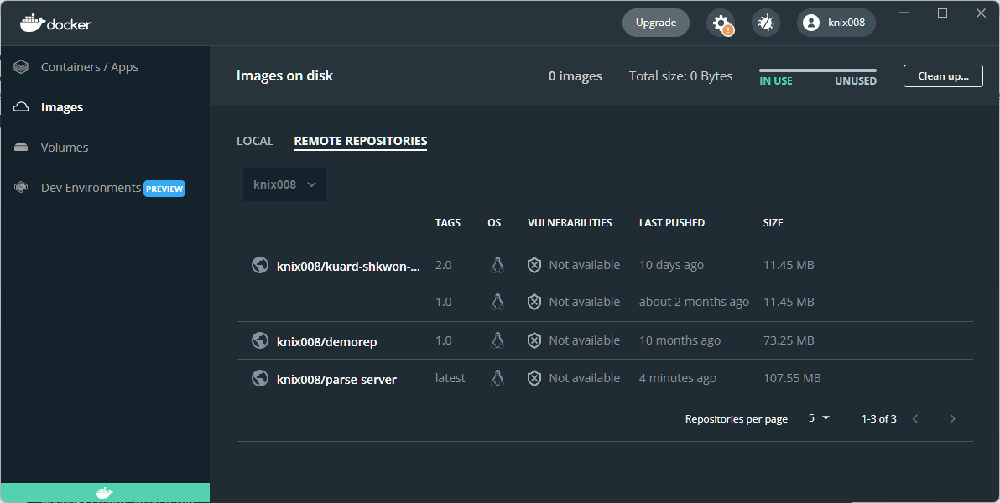 docker
Upgrade
knix008
Containers / Apps
Images
Volumes
Dev Environments PREVIEW
Images on disk
0 images
Total size: 0 Bytes
IN USE
UNUSED
Clean up...
LOCAL
REMOTE REPOSITORIES
knix008
TAGS OS VULNERABILITIES LAST PUSHED SIZE
knix008/kuard-shkwon-... 2.0 Not available 10 days ago 11.45 MB
1.0 Not available about 2 months ago 11.45 MB
knix008/demorep 1.0 Not available 10 months ago 73.25 MB
knix008/parse-server latest Not available 4 minutes ago 107.55 MB
Repositories per page 5 1-3 of 3